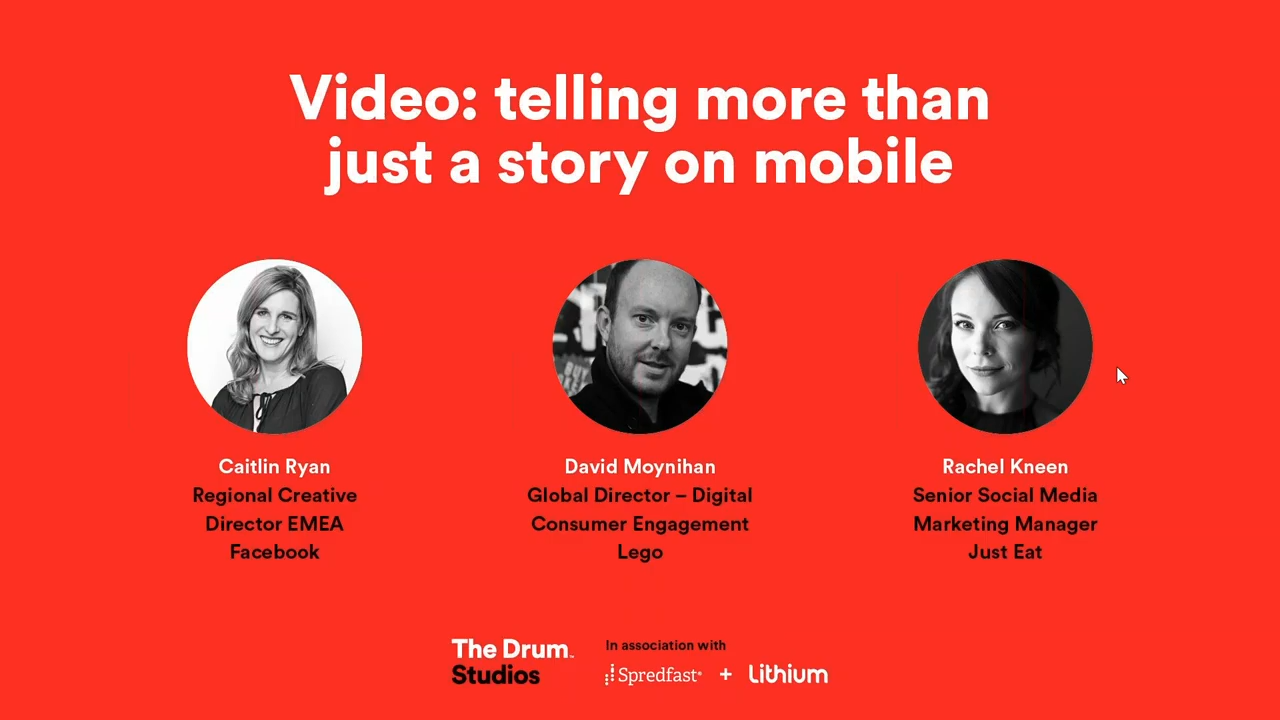 Video: telling more than
just a story on mobile
Caitlin Ryan
Regional Creative
Director EMEA
Facebook
David Moynihan
Global Director – Digital
Consumer Engagement
Lego
Rachel Kneen
Senior Social Media
Marketing Manager
Just Eat
The Drum™
Studios
In association with
Spredfast® + Lithium